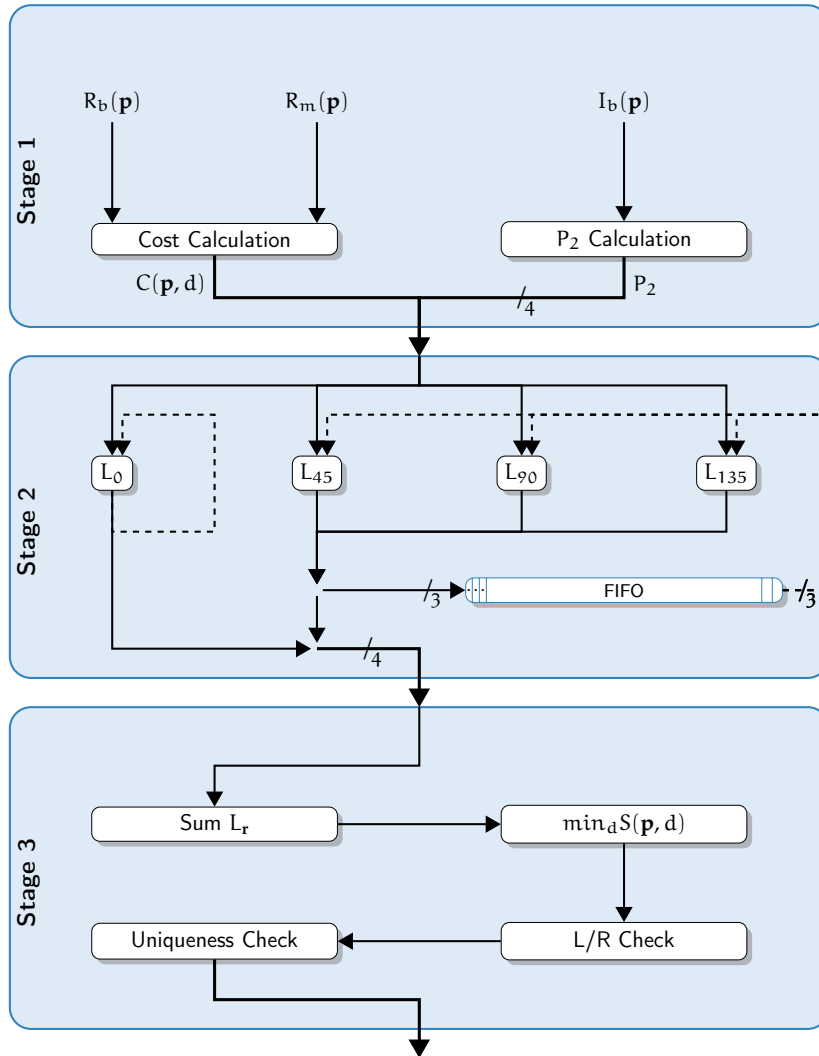 Stage 1
R_b(p) R_m(p) I_b(p)
Cost Calculation P_2 Calculation
C(p, d) /4 P_2
Stage 2
L_0 L_45 L_90 L_135
/3 ... FIFO /3
/4
Stage 3
Sum L_r min_d S(p, d)
Uniqueness Check L/R Check